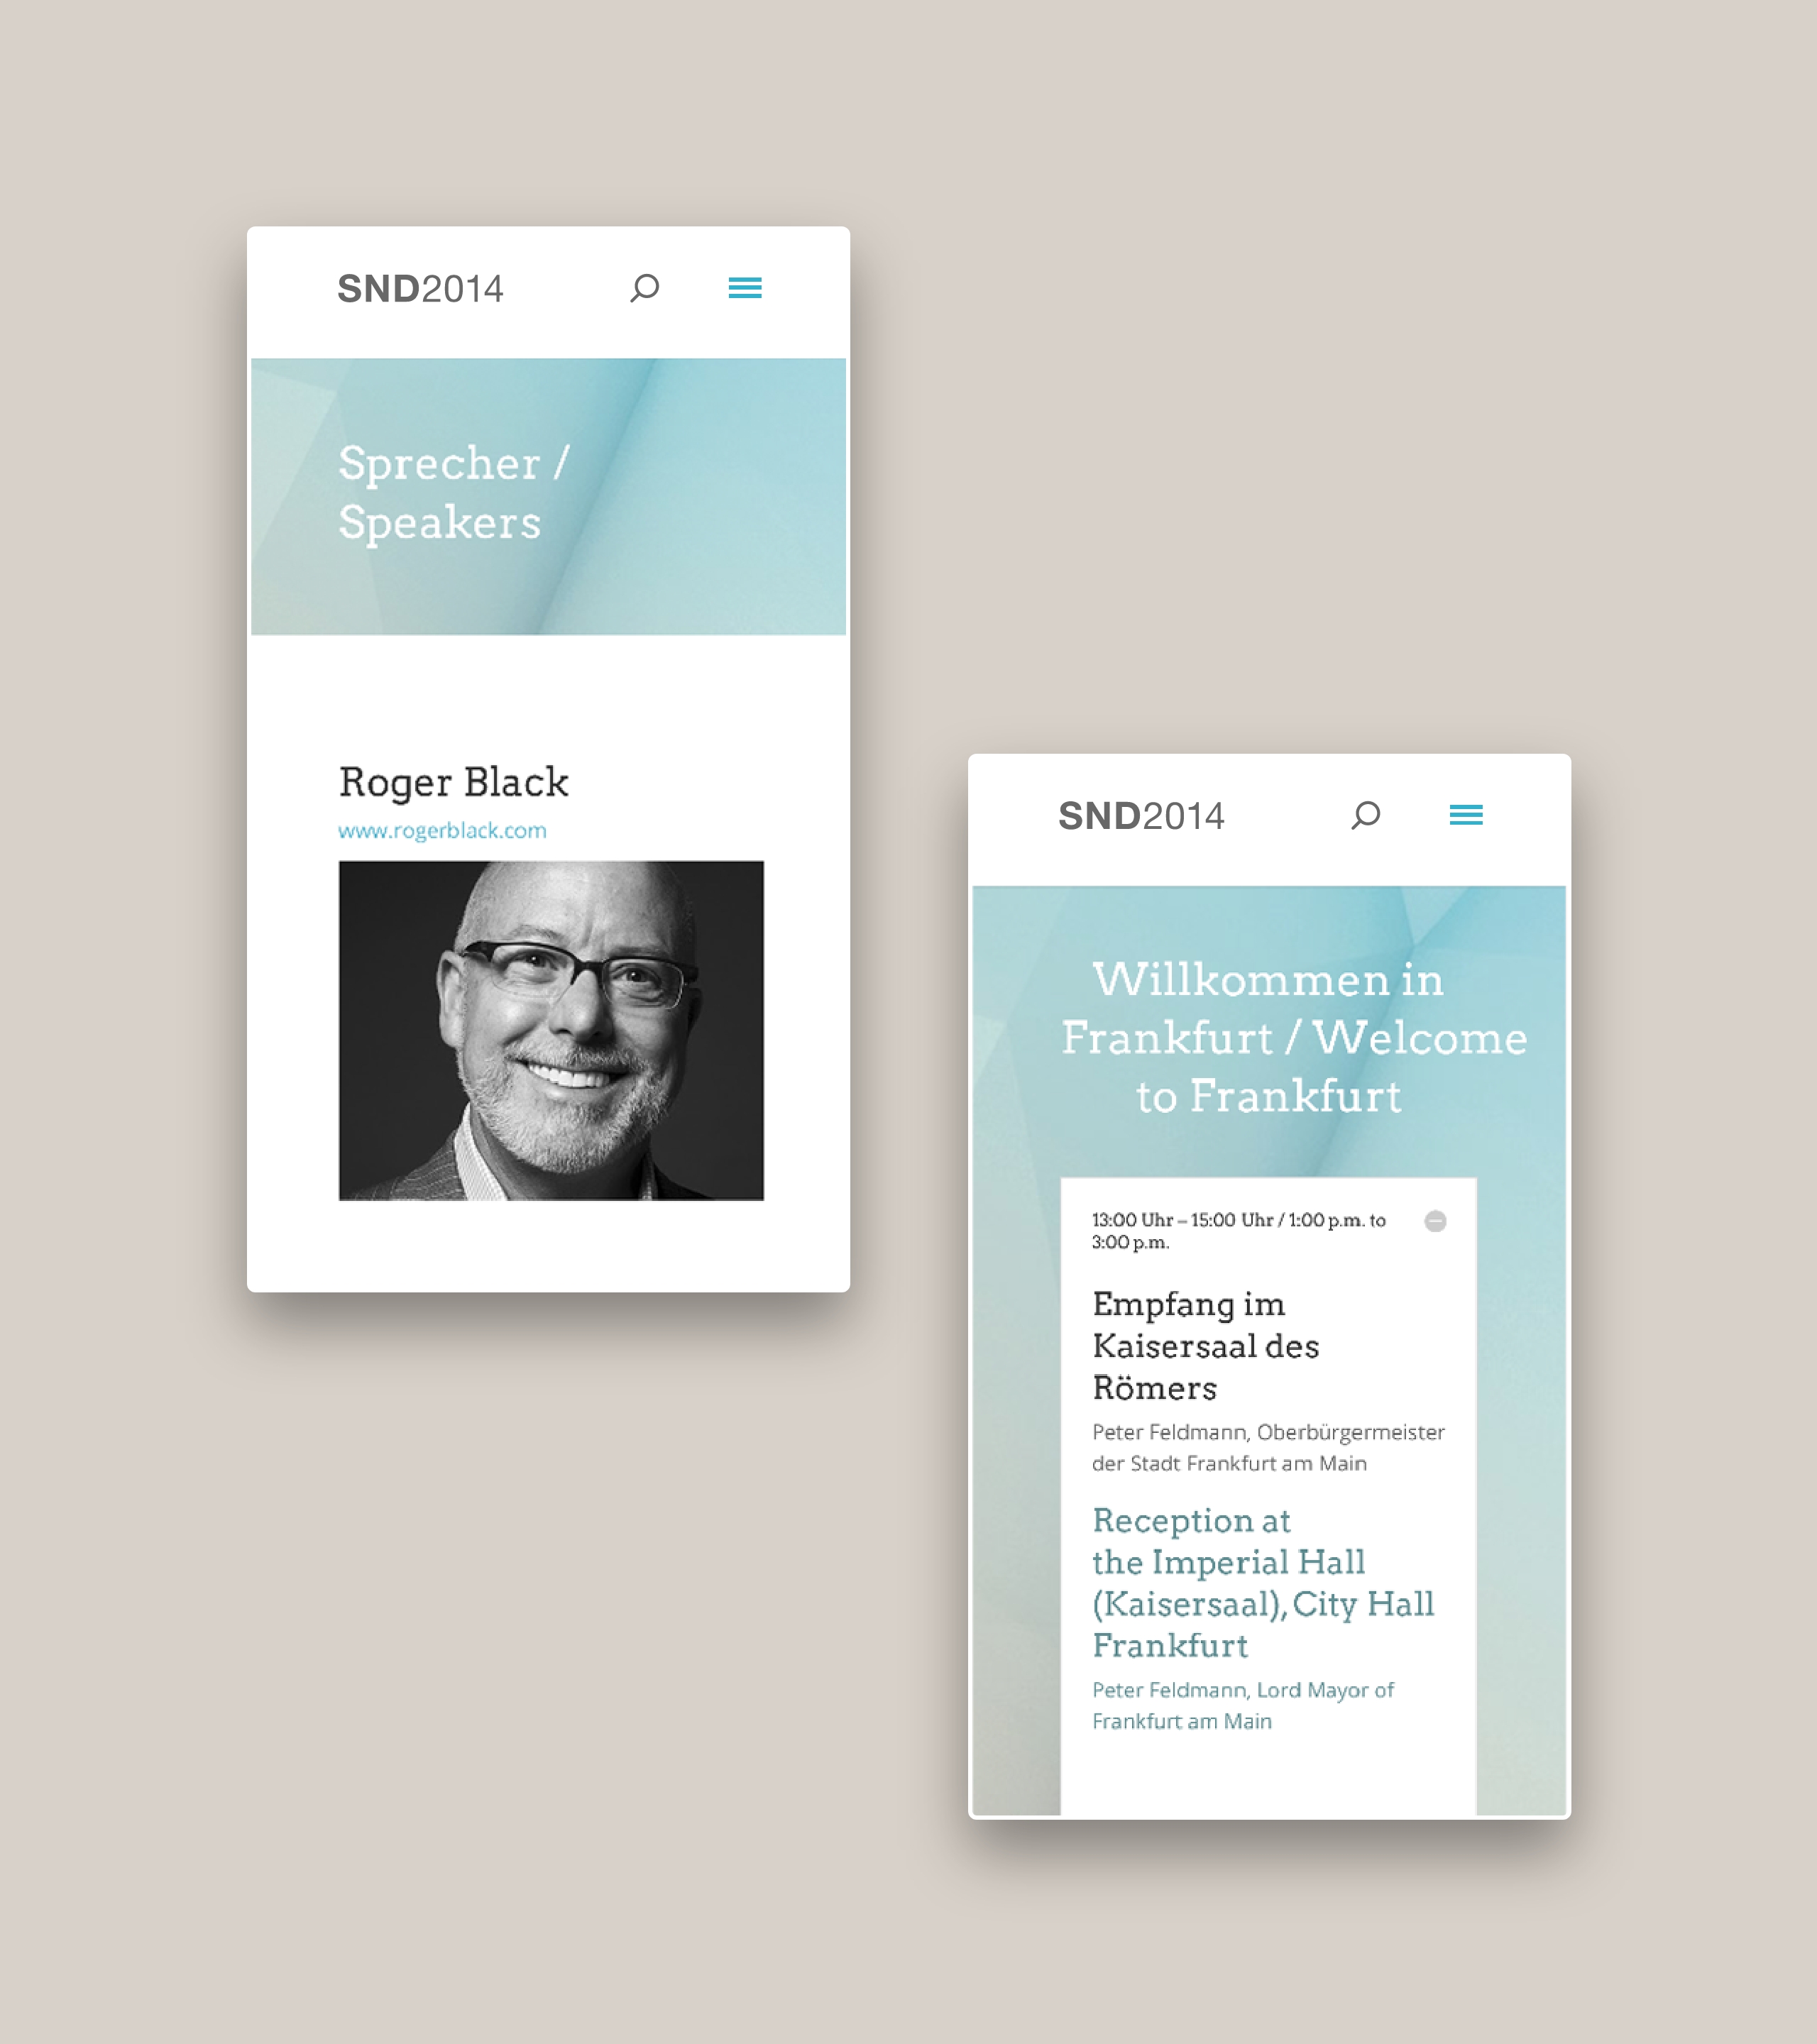 SND2014
Sprecher /
Speakers
Roger Black
www.rogerblack.com
SND2014
Willkommen in
Frankfurt / Welcome
to Frankfurt
13:00 Uhr – 15:00 Uhr / 1:00 p.m. to
3:00 p.m.
Empfang im
Kaisersaal des
Römers
Peter Feldmann, Oberbürgermeister
der Stadt Frankfurt am Main
Reception at
the Imperial Hall
(Kaisersaal), City Hall
Frankfurt
Peter Feldmann, Lord Mayor of
Frankfurt am Main